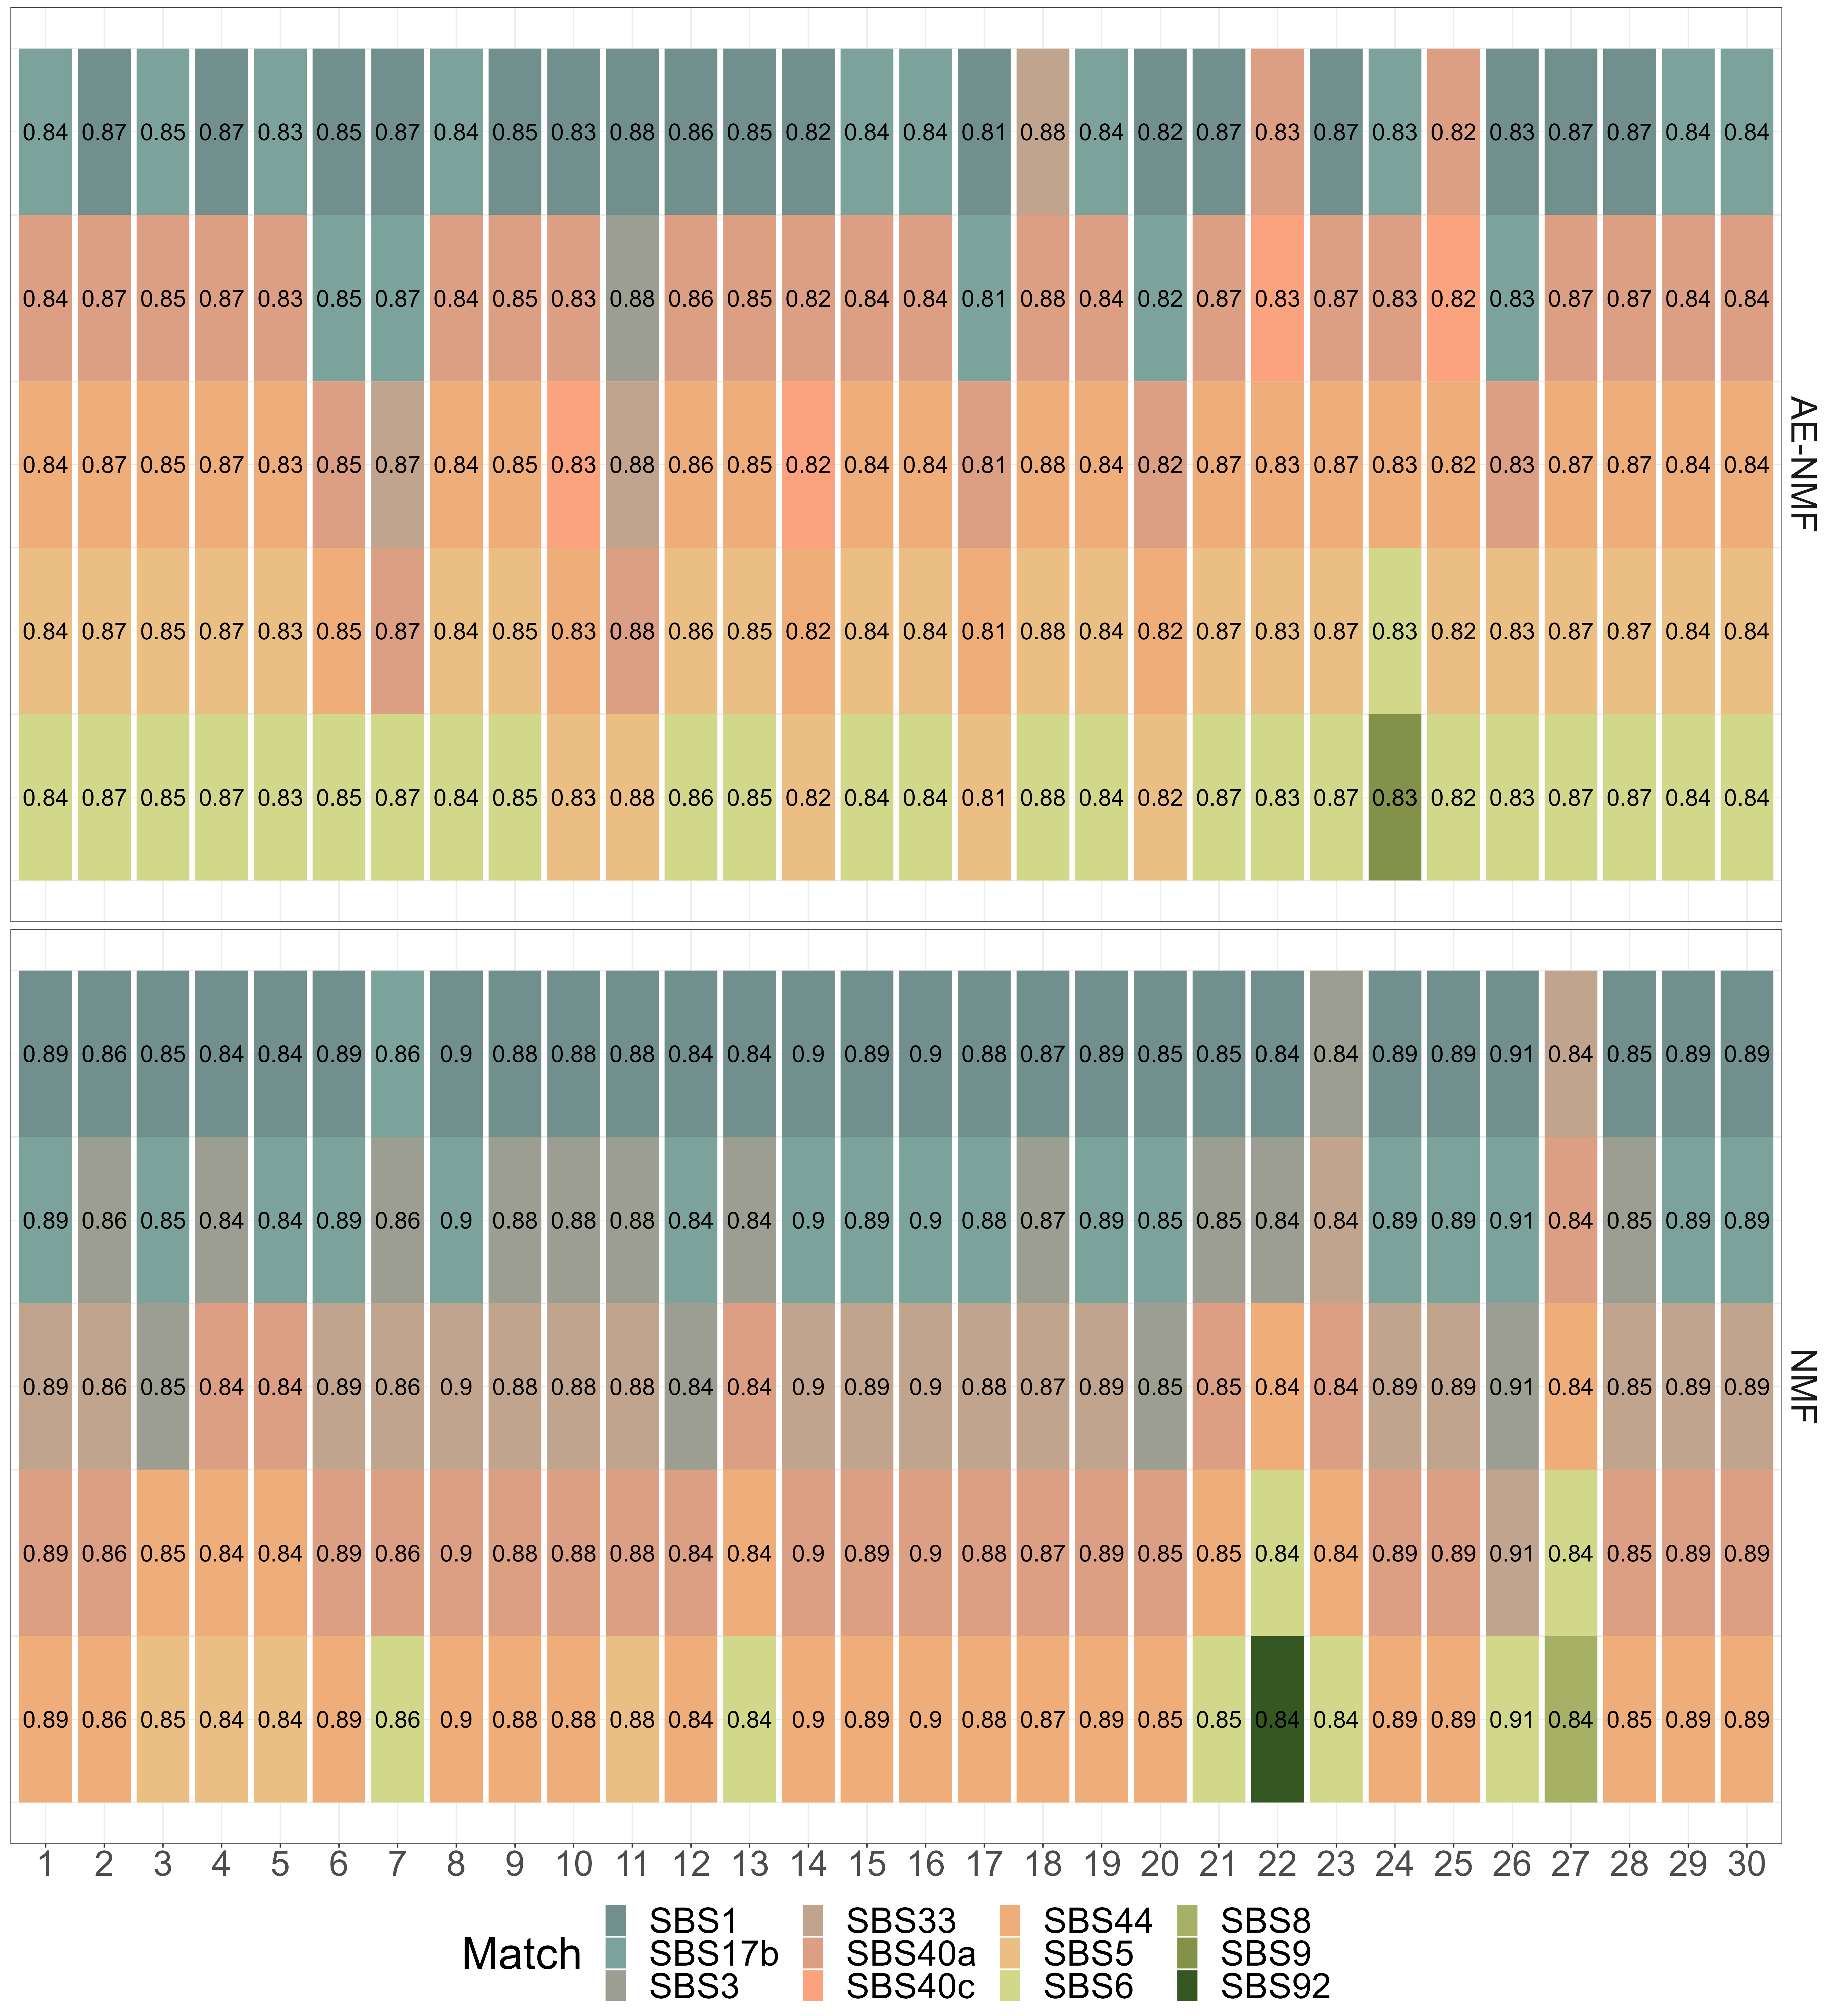 0.84 0.87 0.85 0.87 0.83 0.85 0.87 0.84 0.85 0.83 0.88 0.86 0.85 0.82 0.84 0.84 0.81 0.88 0.84 0.82 0.87 0.83 0.87 0.83 0.82 0.83 0.87 0.87 0.84 0.84
0.84 0.87 0.85 0.87 0.83 0.85 0.87 0.84 0.85 0.83 0.88 0.86 0.85 0.82 0.84 0.84 0.81 0.88 0.84 0.82 0.87 0.83 0.87 0.83 0.82 0.83 0.87 0.87 0.84 0.84
0.84 0.87 0.85 0.87 0.83 0.85 0.87 0.84 0.85 0.83 0.88 0.86 0.85 0.82 0.84 0.84 0.81 0.88 0.84 0.82 0.87 0.83 0.87 0.83 0.82 0.83 0.87 0.87 0.84 0.84
0.84 0.87 0.85 0.87 0.83 0.85 0.87 0.84 0.85 0.83 0.88 0.86 0.85 0.82 0.84 0.84 0.81 0.88 0.84 0.82 0.87 0.83 0.87 0.83 0.82 0.83 0.87 0.87 0.84 0.84
0.84 0.87 0.85 0.87 0.83 0.85 0.87 0.84 0.85 0.83 0.88 0.86 0.85 0.82 0.84 0.84 0.81 0.88 0.84 0.82 0.87 0.83 0.87 0.83 0.82 0.83 0.87 0.87 0.84 0.84
AE-NMF
0.89 0.86 0.85 0.84 0.84 0.89 0.86 0.9 0.88 0.88 0.88 0.84 0.84 0.9 0.89 0.9 0.88 0.87 0.89 0.85 0.85 0.84 0.84 0.89 0.89 0.91 0.84 0.85 0.89 0.89
0.89 0.86 0.85 0.84 0.84 0.89 0.86 0.9 0.88 0.88 0.88 0.84 0.84 0.9 0.89 0.9 0.88 0.87 0.89 0.85 0.85 0.84 0.84 0.89 0.89 0.91 0.84 0.85 0.89 0.89
0.89 0.86 0.85 0.84 0.84 0.89 0.86 0.9 0.88 0.88 0.88 0.84 0.84 0.9 0.89 0.9 0.88 0.87 0.89 0.85 0.85 0.84 0.84 0.89 0.89 0.91 0.84 0.85 0.89 0.89
0.89 0.86 0.85 0.84 0.84 0.89 0.86 0.9 0.88 0.88 0.88 0.84 0.84 0.9 0.89 0.9 0.88 0.87 0.89 0.85 0.85 0.84 0.84 0.89 0.89 0.91 0.84 0.85 0.89 0.89
0.89 0.86 0.85 0.84 0.84 0.89 0.86 0.9 0.88 0.88 0.88 0.84 0.84 0.9 0.89 0.9 0.88 0.87 0.89 0.85 0.85 0.84 0.84 0.89 0.89 0.91 0.84 0.85 0.89 0.89
NMF
1 2 3 4 5 6 7 8 9 10 11 12 13 14 15 16 17 18 19 20 21 22 23 24 25 26 27 28 29 30
Match
SBS1 SBS33 SBS44 SBS8
SBS17b SBS40a SBS5 SBS9
SBS3 SBS40c SBS6 SBS92